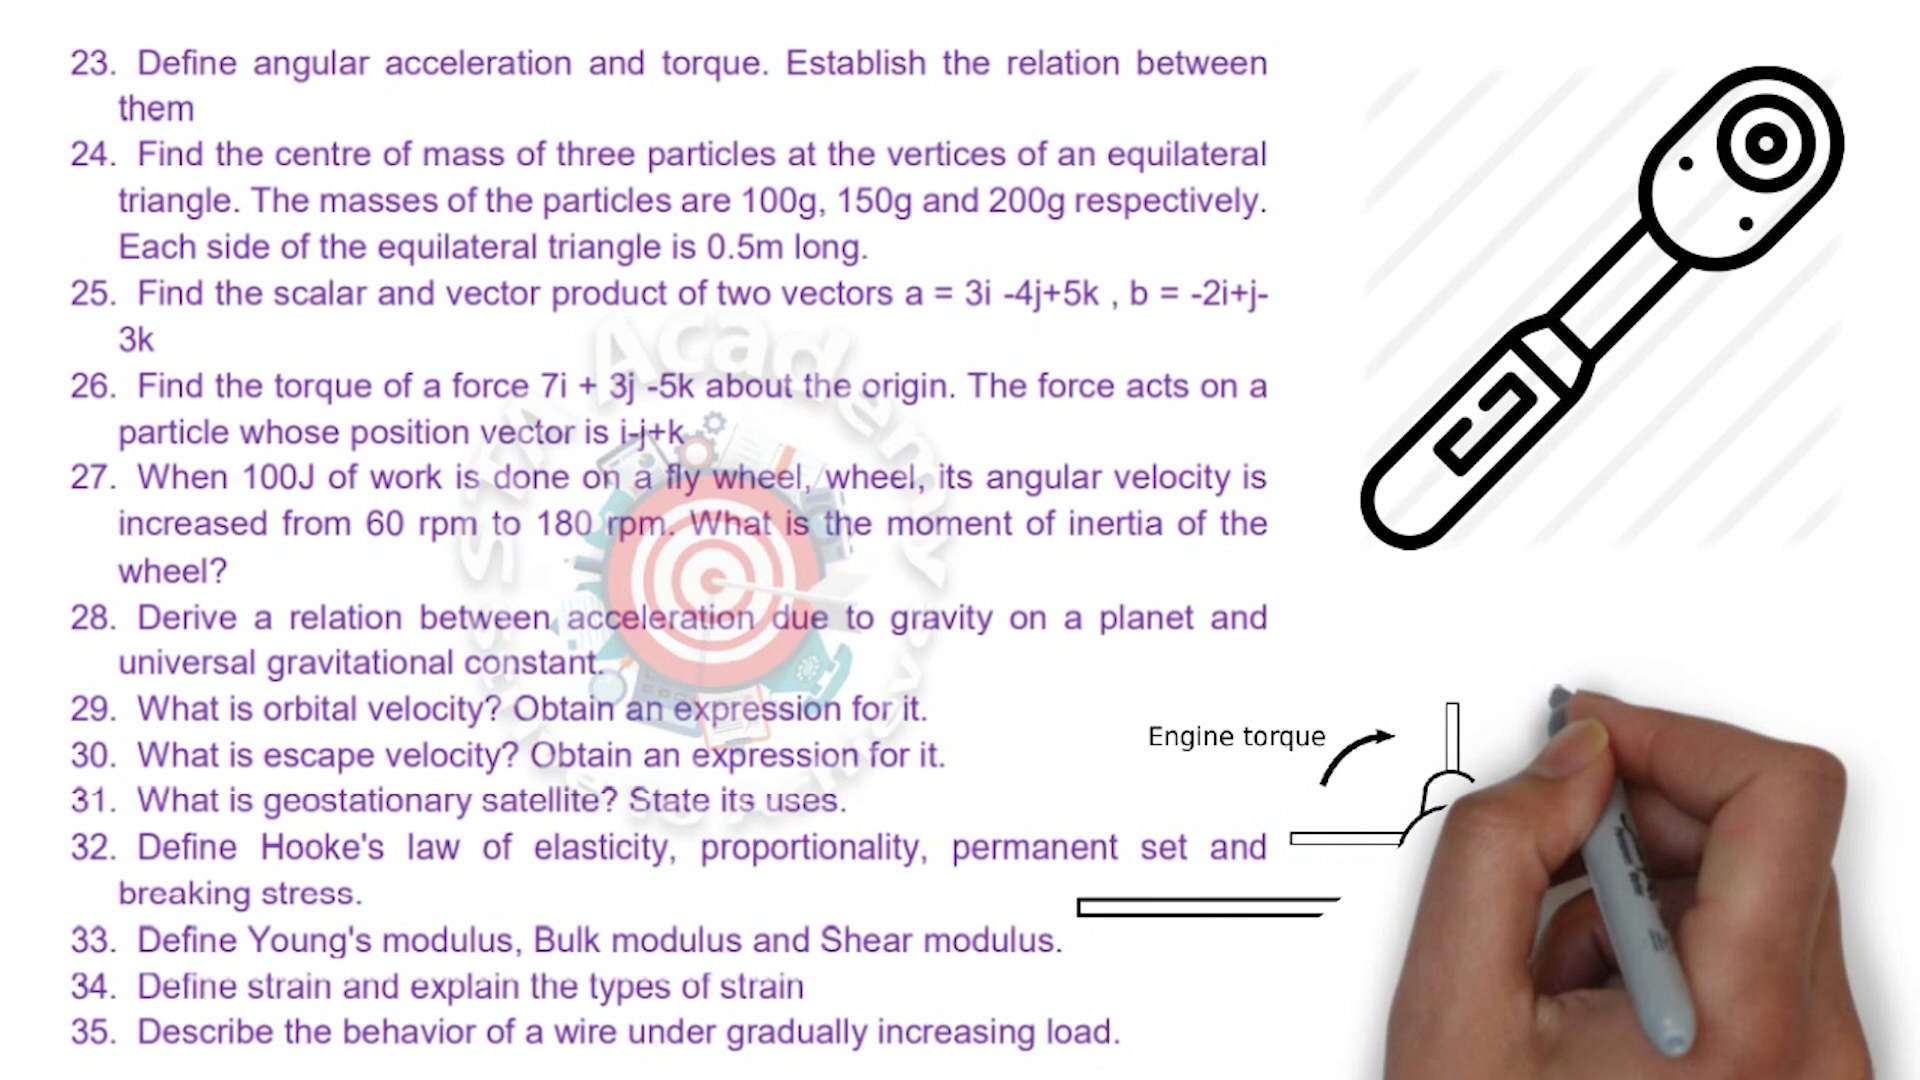 23. Define angular acceleration and torque. Establish the relation between
them
24. Find the centre of mass of three particles at the vertices of an equilateral
triangle. The masses of the particles are 100g, 150g and 200g respectively.
Each side of the equilateral triangle is 0.5m long.
25. Find the scalar and vector product of two vectors a = 3i -4j+5k , b = -2i+j-
3k
26. Find the torque of a force 7i + 3j -5k about the origin. The force acts on a
particle whose position vector is i-j+k
27. When 100J of work is done on a fly wheel, wheel, its angular velocity is
increased from 60 rpm to 180 rpm. What is the moment of inertia of the
wheel?
28. Derive a relation between acceleration due to gravity on a planet and
universal gravitational constant.
29. What is orbital velocity? Obtain an expression for it.
30. What is escape velocity? Obtain an expression for it.
31. What is geostationary satellite? State its uses.
32. Define Hooke's law of elasticity, proportionality, permanent set and
breaking stress.
33. Define Young's modulus, Bulk modulus and Shear modulus.
34. Define strain and explain the types of strain
35. Describe the behavior of a wire under gradually increasing load.
Engine torque
Academy